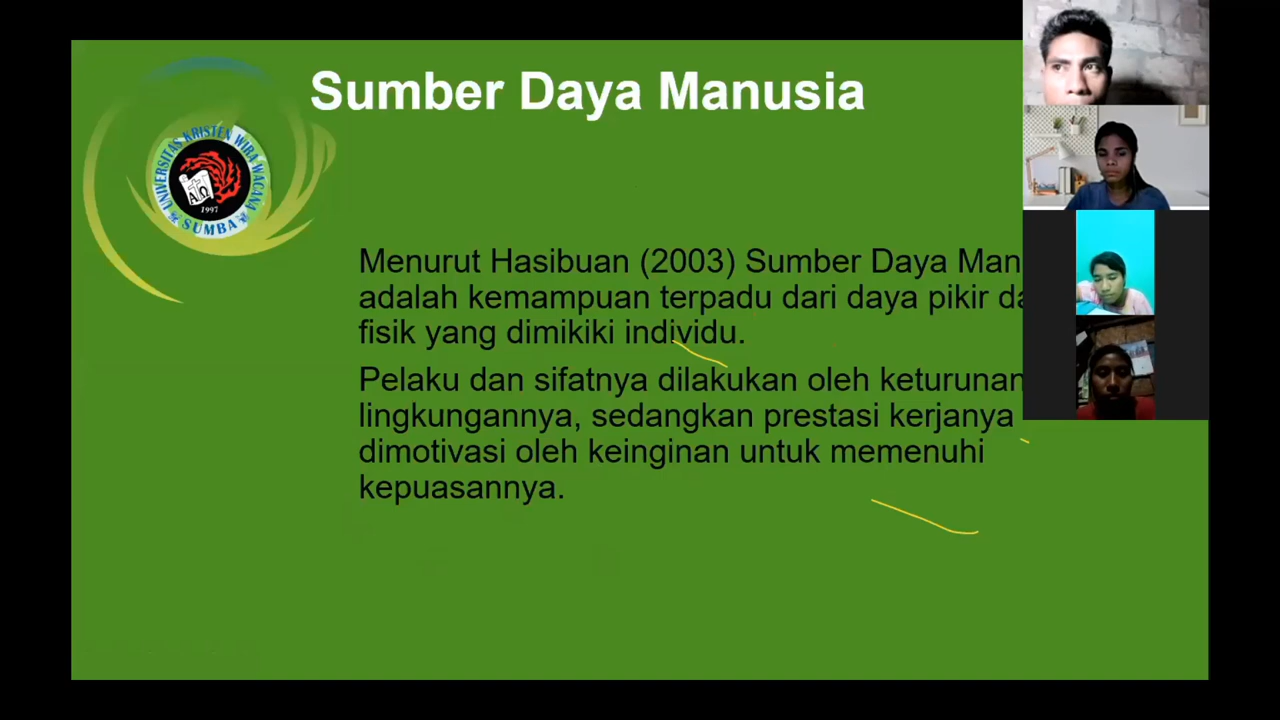 Sumber Daya Manusia
UNIVERSITAS KRISTEN WIRA WACANA
ΑΩ
1997
SUMBA
Menurut Hasibuan (2003) Sumber Daya Man
adalah kemampuan terpadu dari daya pikir da
fisik yang dimikiki individu.
Pelaku dan sifatnya dilakukan oleh keturunan
lingkungannya, sedangkan prestasi kerjanya
dimotivasi oleh keinginan untuk memenuhi
kepuasannya.